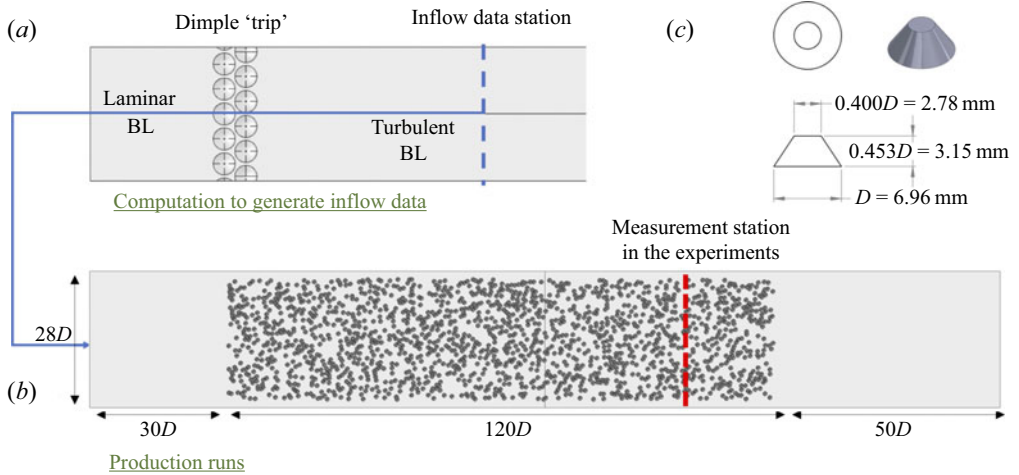 (a)
Dimple ‘trip’
Inflow data station
Laminar
BL
Turbulent
BL
Computation to generate inflow data
(c)
0.400D = 2.78 mm
0.453D = 3.15 mm
D = 6.96 mm
Measurement station
in the experiments
28D
(b)
30D
120D
50D
Production runs